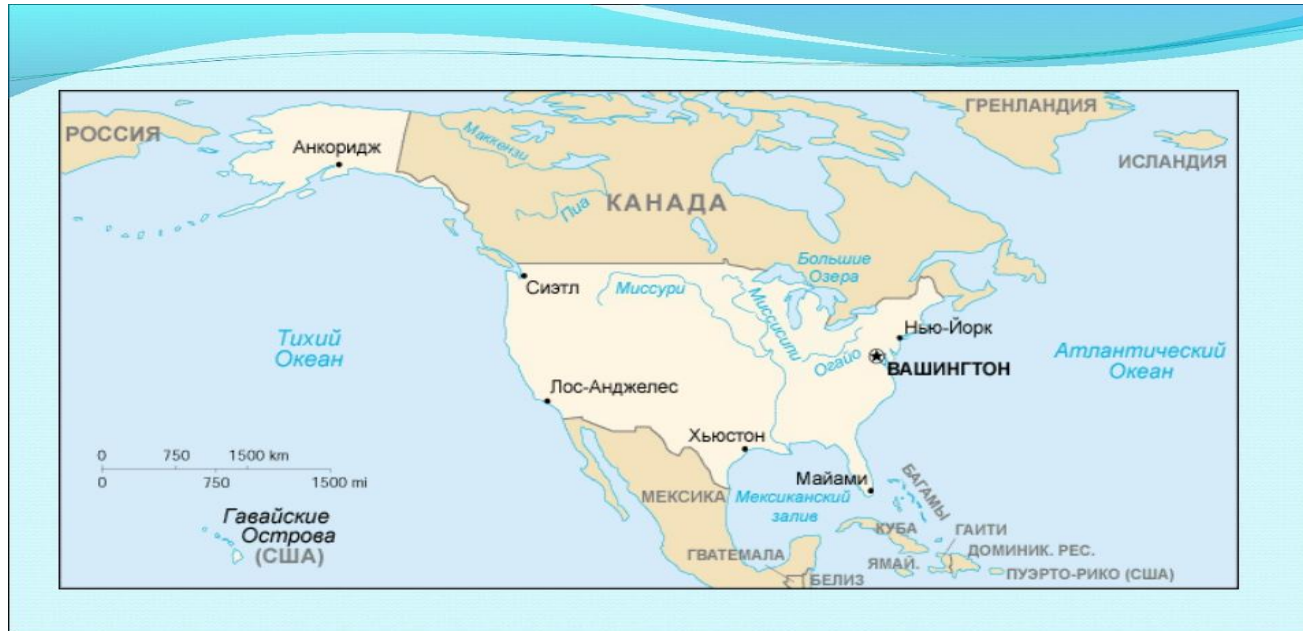 РОССИЯ
Анкоридж
Маккензи
ГРЕНЛАНДИЯ
ИСЛАНДИЯ
Пиа
КАНАДА
Большие
Озера
Сиэтл
Миссури
Миссисипи
Нью-Йорк
Огайо
ВАШИНГТОН
Тихий
Океан
Атлантический
Океан
Лос-Анджелес
Хьюстон
Майами
0 750 1500 km
0 750 1500 mi
Гавайские
Острова
(США)
МЕКСИКА
Мексиканский
залив
БАГАМЫ
КУБА
ГАИТИ
ДОМИНИК. РЕС.
ГВАТЕМАЛА
ЯМАЙ.
БЕЛИЗ
ПУЭРТО-РИКО (США)